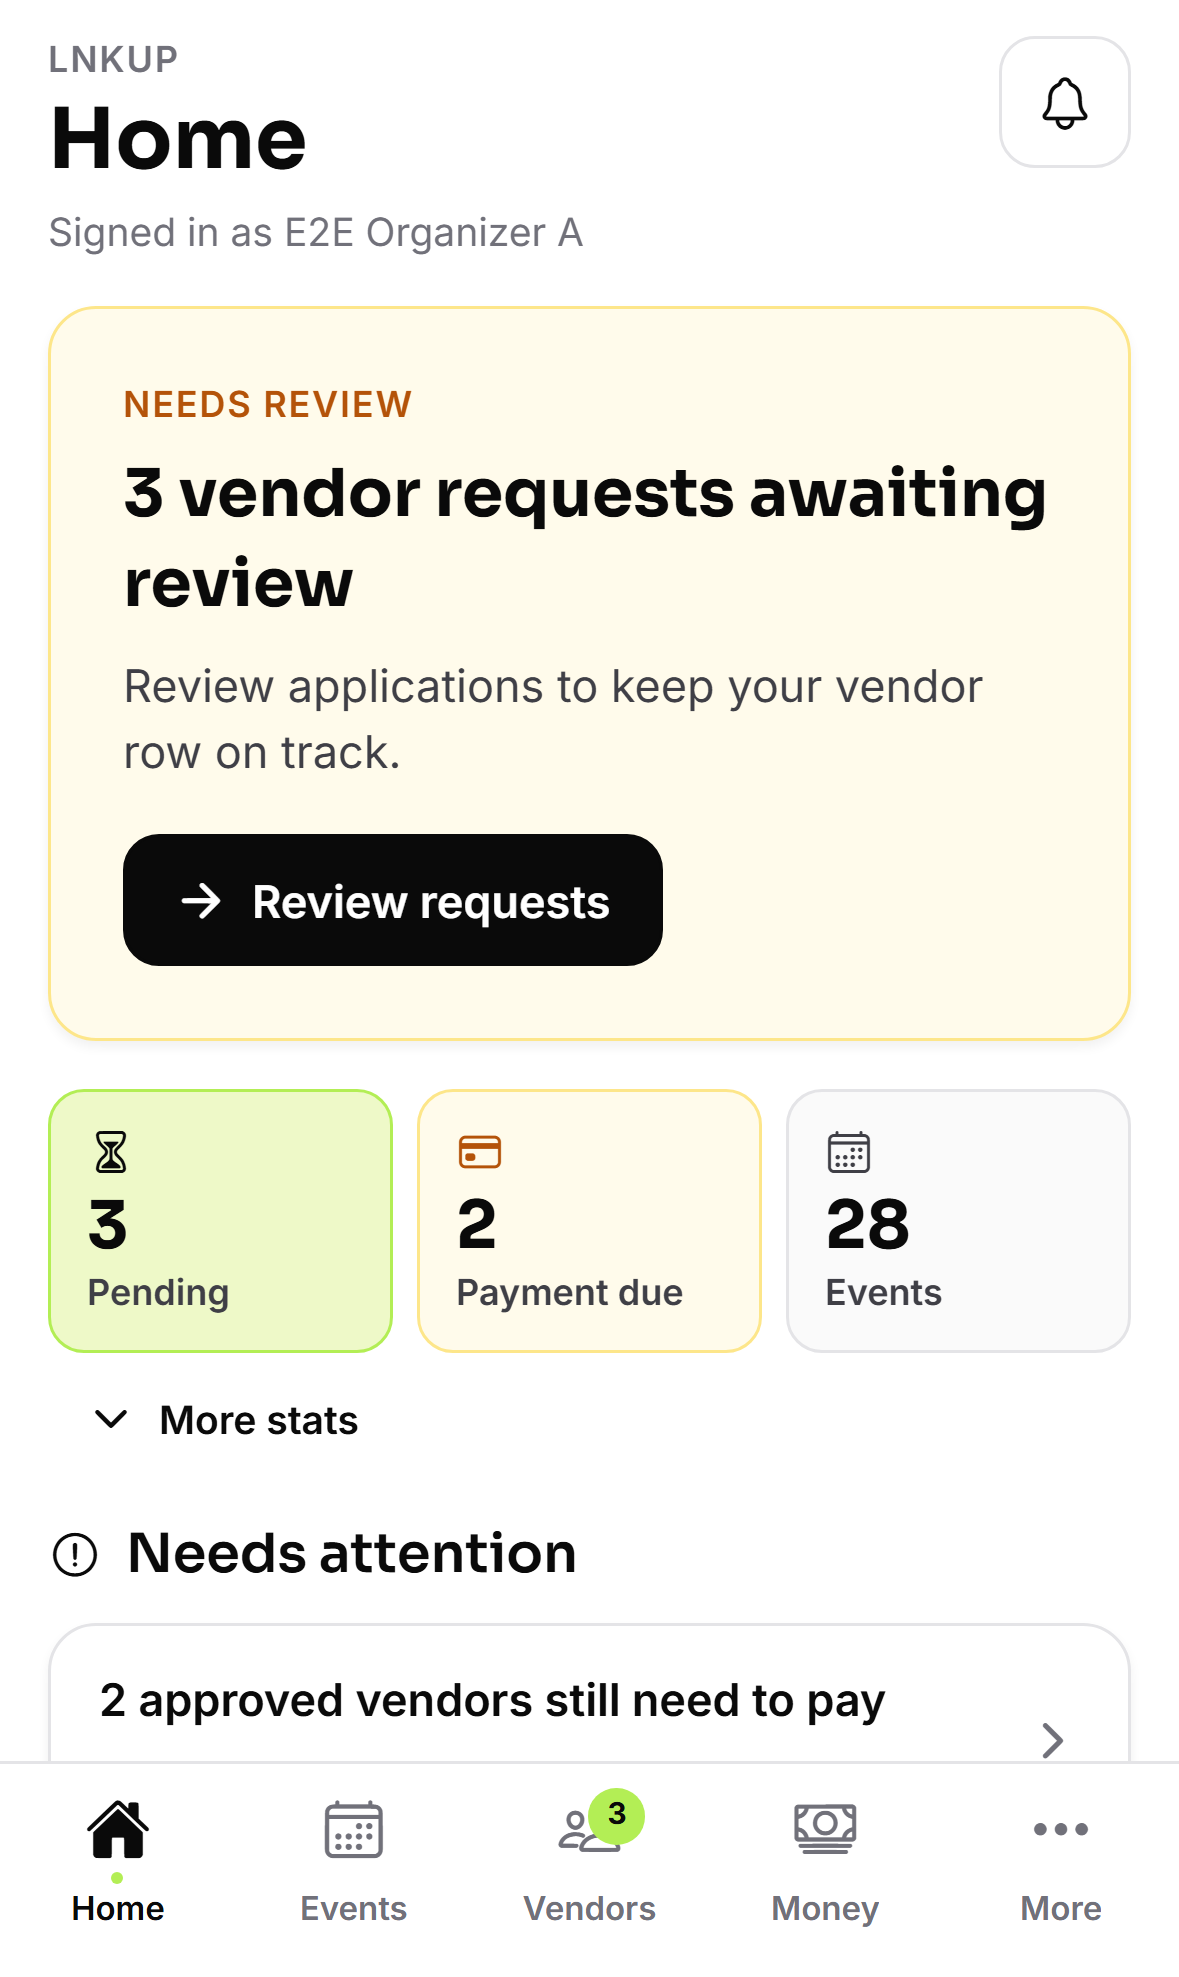 LNKUP
Home
Signed in as E2E Organizer A
NEEDS REVIEW
3 vendor requests awaiting
review
Review applications to keep your vendor
row on track.
Review requests
3
Pending
2
Payment due
28
Events
More stats
Needs attention
2 approved vendors still need to pay
Home
Events
3
Vendors
Money
More